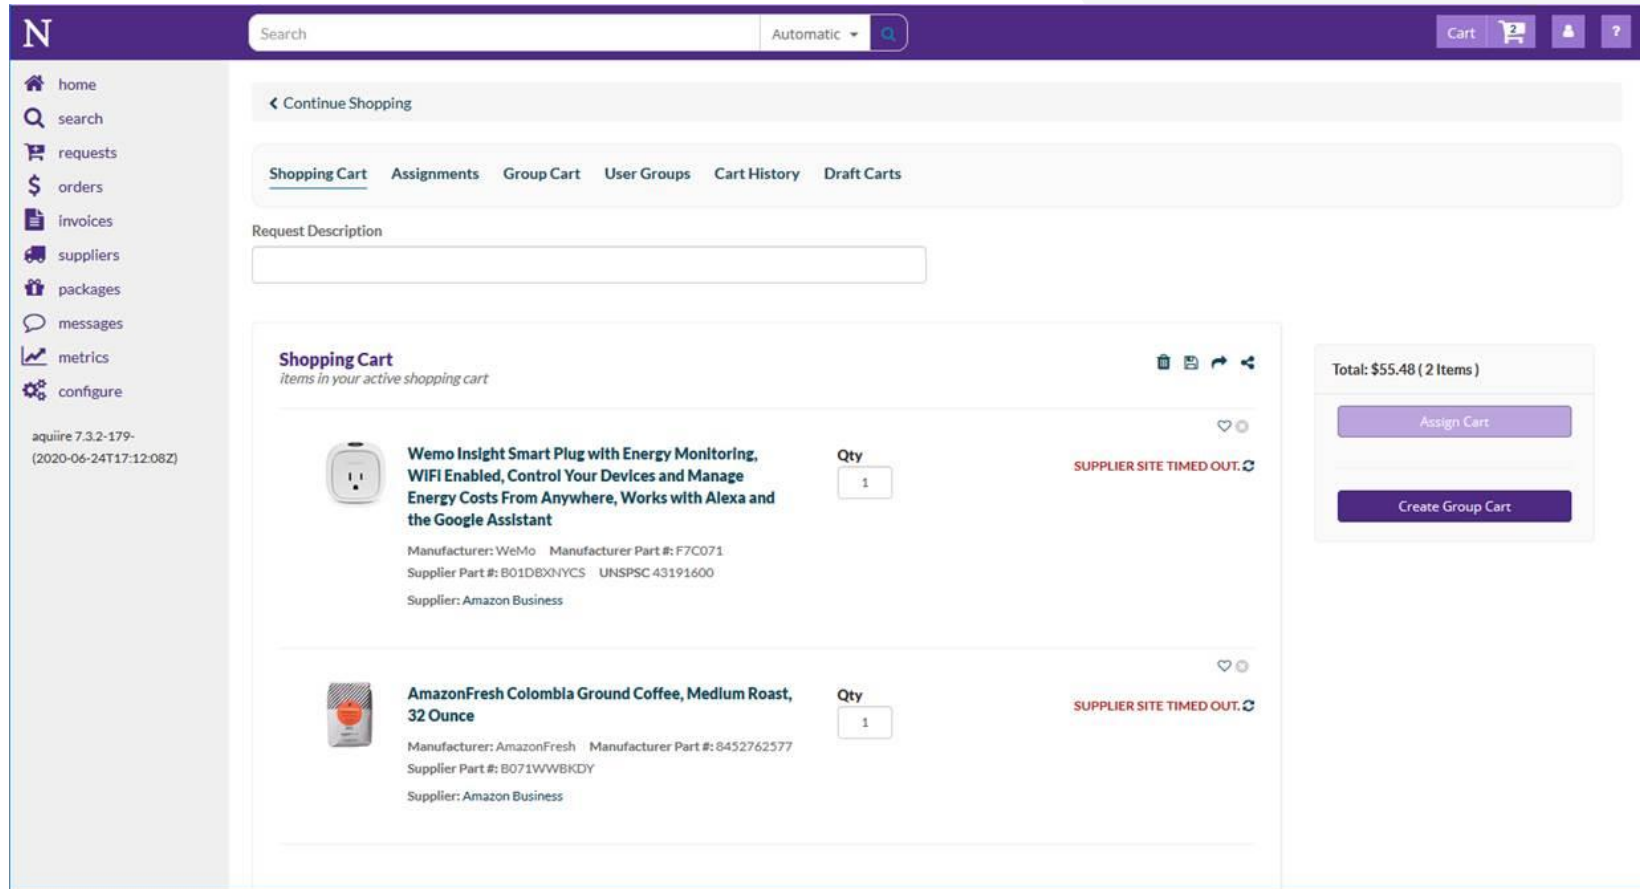 N
Search
Automatic
Cart
2
?
home
search
requests
orders
invoices
suppliers
packages
messages
metrics
configure
aquiire 7.3.2-179-
(2020-06-24T17:12:08Z)
Continue Shopping
Shopping Cart Assignments Group Cart User Groups Cart History Draft Carts
Request Description
Shopping Cart
items in your active shopping cart
Wemo Insight Smart Plug with Energy Monitoring,
WiFi Enabled, Control Your Devices and Manage
Energy Costs From Anywhere, Works with Alexa and
the Google Assistant
Manufacturer: WeMo Manufacturer Part #: F7C071
Supplier Part #: B01DBXNYCS UNSPSC 43191600
Supplier: Amazon Business
Qty
1
SUPPLIER SITE TIMED OUT.
AmazonFresh Colombia Ground Coffee, Medium Roast,
32 Ounce
Manufacturer: AmazonFresh Manufacturer Part #: 8452762577
Supplier Part #: B071WWBKDY
Supplier: Amazon Business
Qty
1
SUPPLIER SITE TIMED OUT.
Total: $55.48 ( 2 Items )
Assign Cart
Create Group Cart